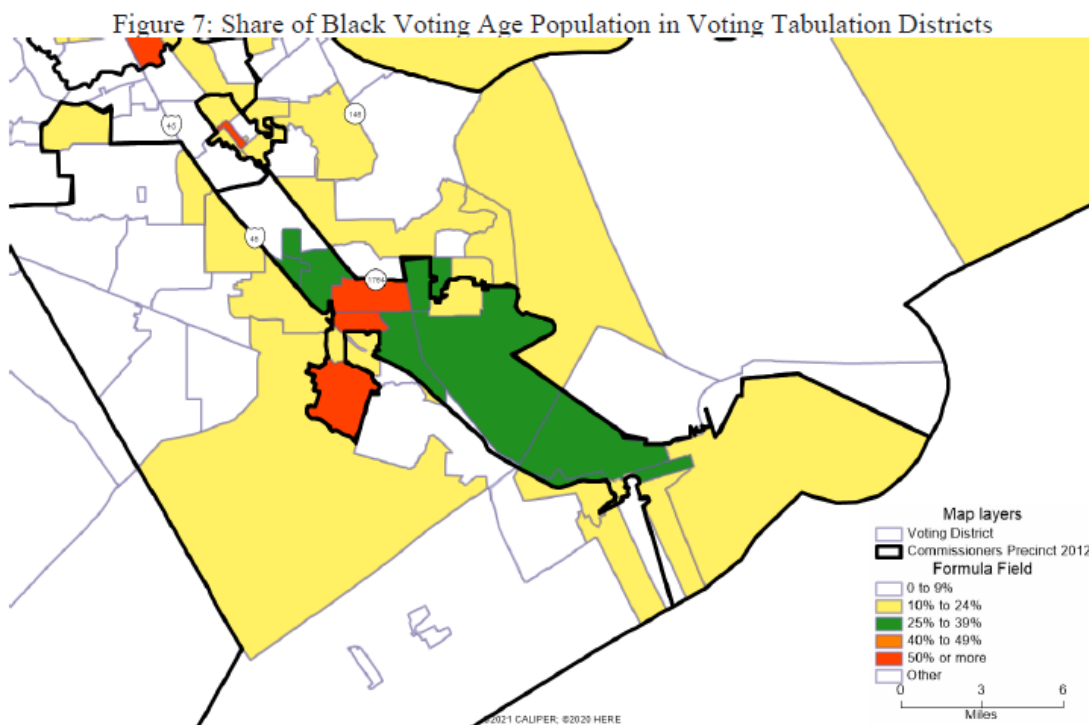 Figure 7: Share of Black Voting Age Population in Voting Tabulation Districts
146
45
45
1764
Map layers
Voting District
Commissioners Precinct 2012
Formula Field
0 to 9%
10% to 24%
25% to 39%
40% to 49%
50% or more
Other
0 3 6
Miles
©2021 CALIPER; ©2020 HERE